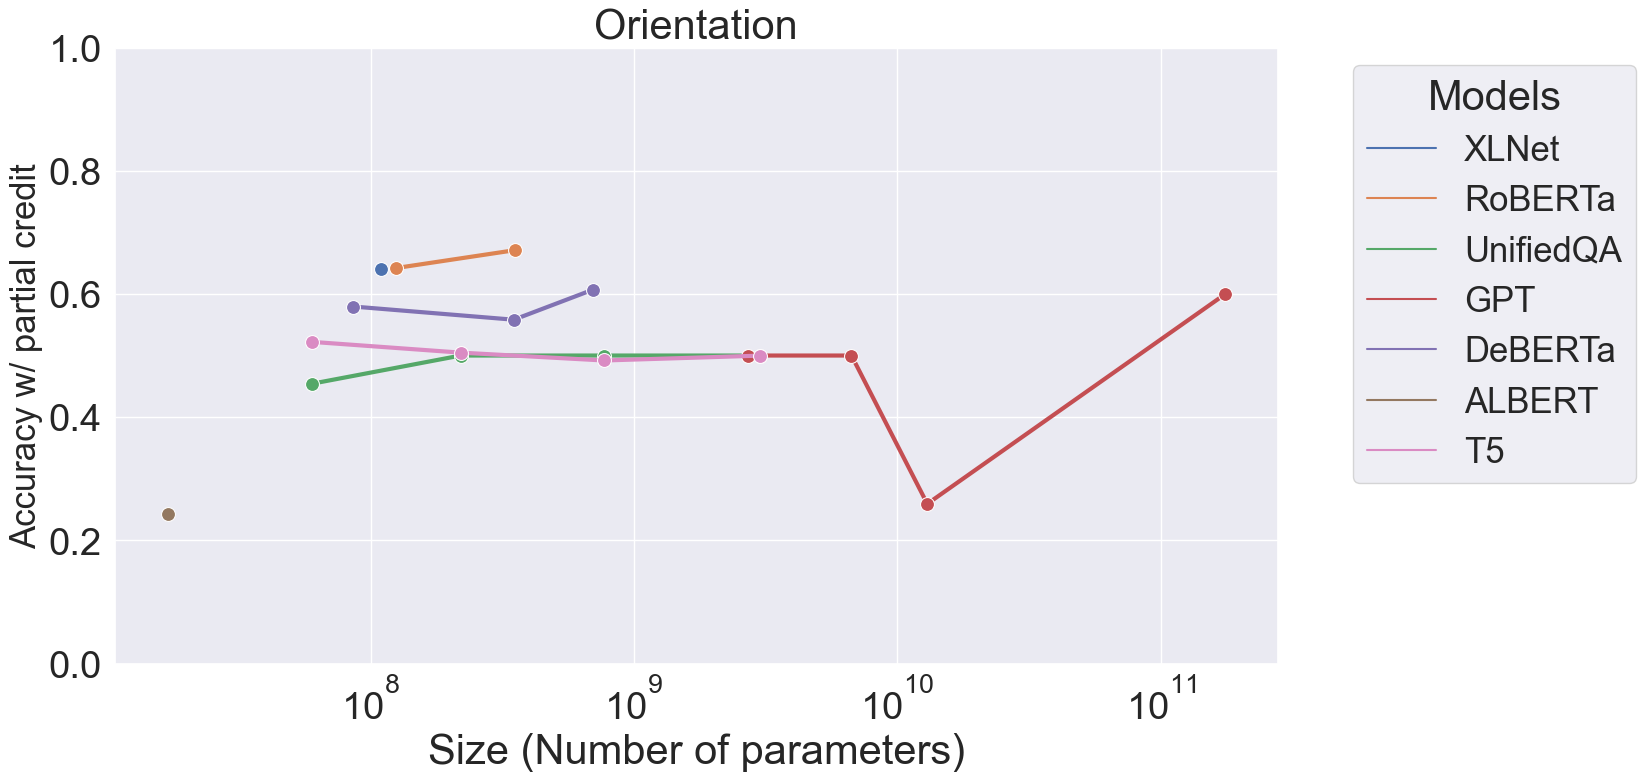 Orientation
1.0
0.8
0.6
0.4
0.2
0.0
Accuracy w/ partial credit
10^8
10^9
10^10
10^11
Size (Number of parameters)
Models
XLNet
RoBERTa
UnifiedQA
GPT
DeBERTa
ALBERT
T5